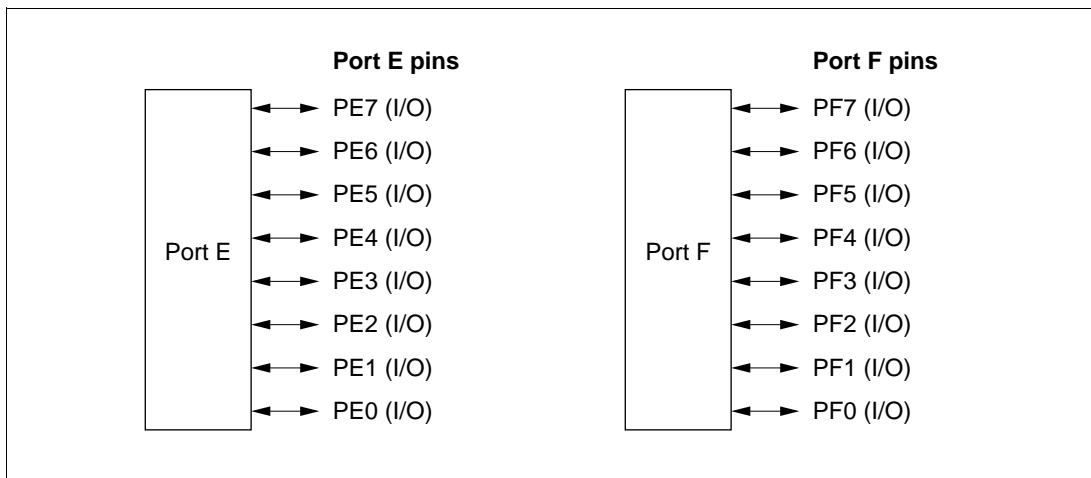 Port E pins
PE7 (I/O)
PE6 (I/O)
PE5 (I/O)
PE4 (I/O)
Port E
PE3 (I/O)
PE2 (I/O)
PE1 (I/O)
PE0 (I/O)
Port F pins
PF7 (I/O)
PF6 (I/O)
PF5 (I/O)
PF4 (I/O)
Port F
PF3 (I/O)
PF2 (I/O)
PF1 (I/O)
PF0 (I/O)